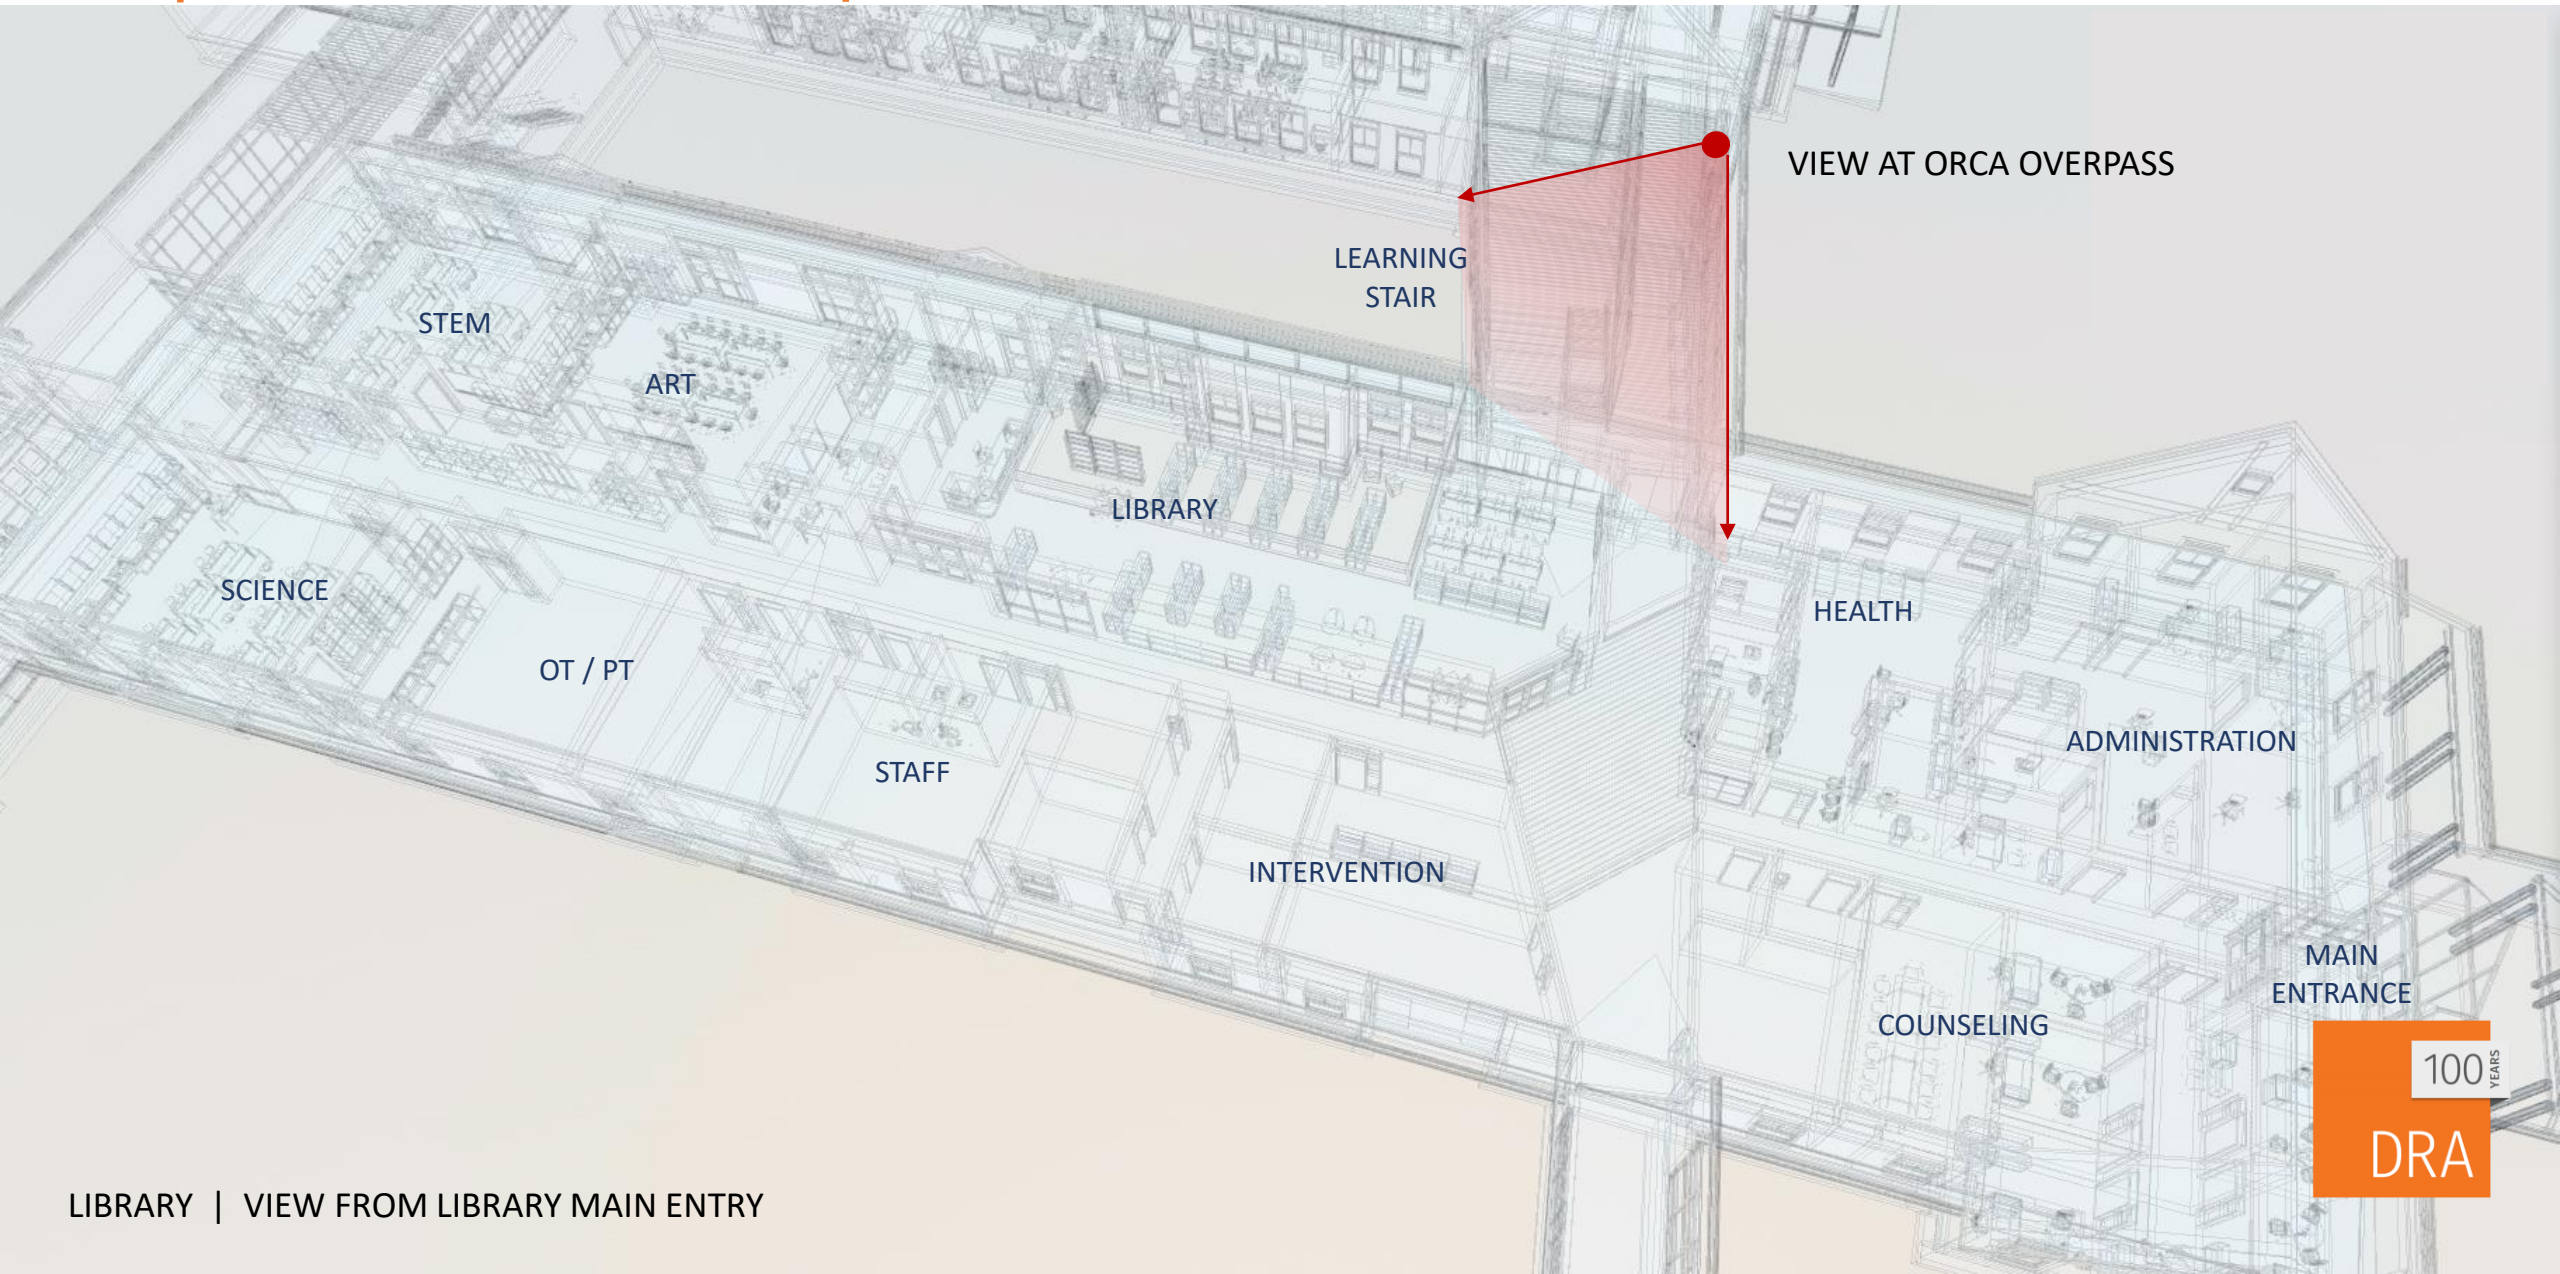 VIEW AT ORCA OVERPASS
LEARNING
STAIR
STEM
ART
LIBRARY
SCIENCE
HEALTH
OT / PT
ADMINISTRATION
STAFF
INTERVENTION
MAIN
ENTRANCE
COUNSELING
100 YEARS
DRA
LIBRARY | VIEW FROM LIBRARY MAIN ENTRY